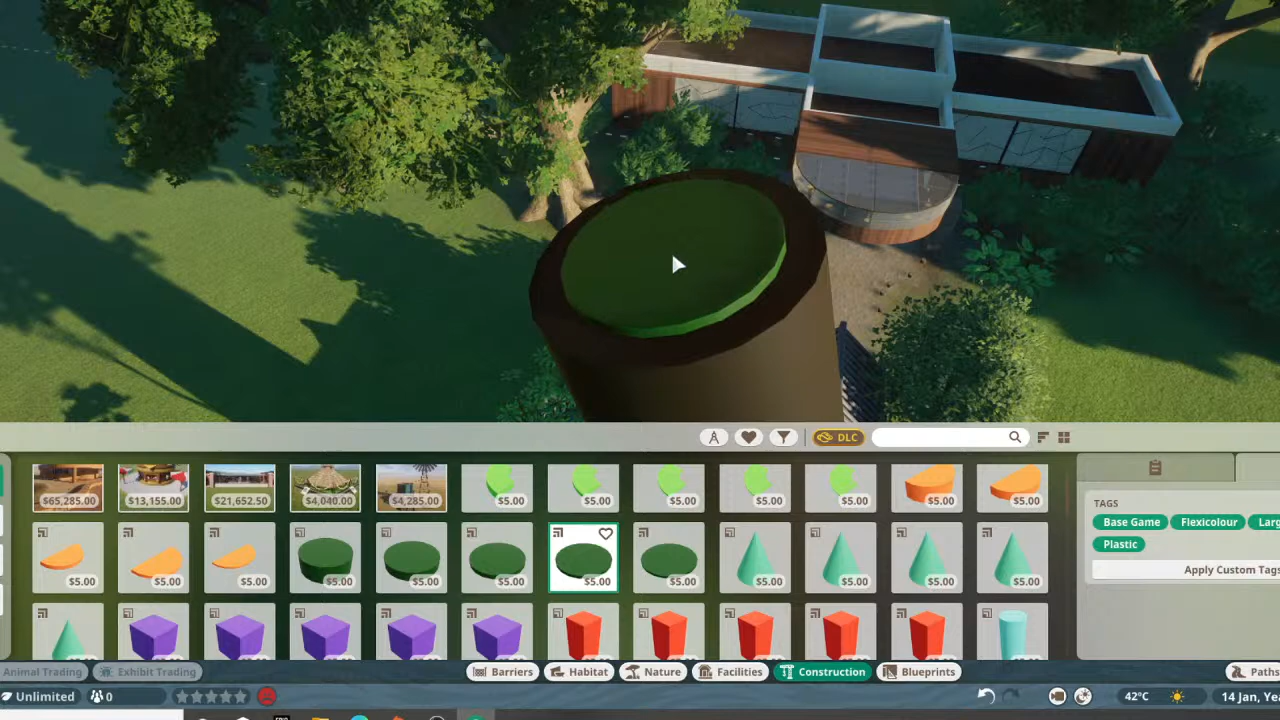 DLC
$65,285.00 $13,155.00 $21,652.50 $4,040.00 $4,285.00 $5.00 $5.00 $5.00 $5.00 $5.00 $5.00 $5.00
TAGS
Base Game Flexicolour Larg
Plastic
$5.00 $5.00 $5.00 $5.00 $5.00 $5.00 $5.00 $5.00 $5.00 $5.00 $5.00 $5.00
Apply Custom Tags
Animal Trading Exhibit Trading Barriers Habitat Nature Facilities Construction Blueprints Paths
Unlimited 0 42°C 14 Jan, Ye